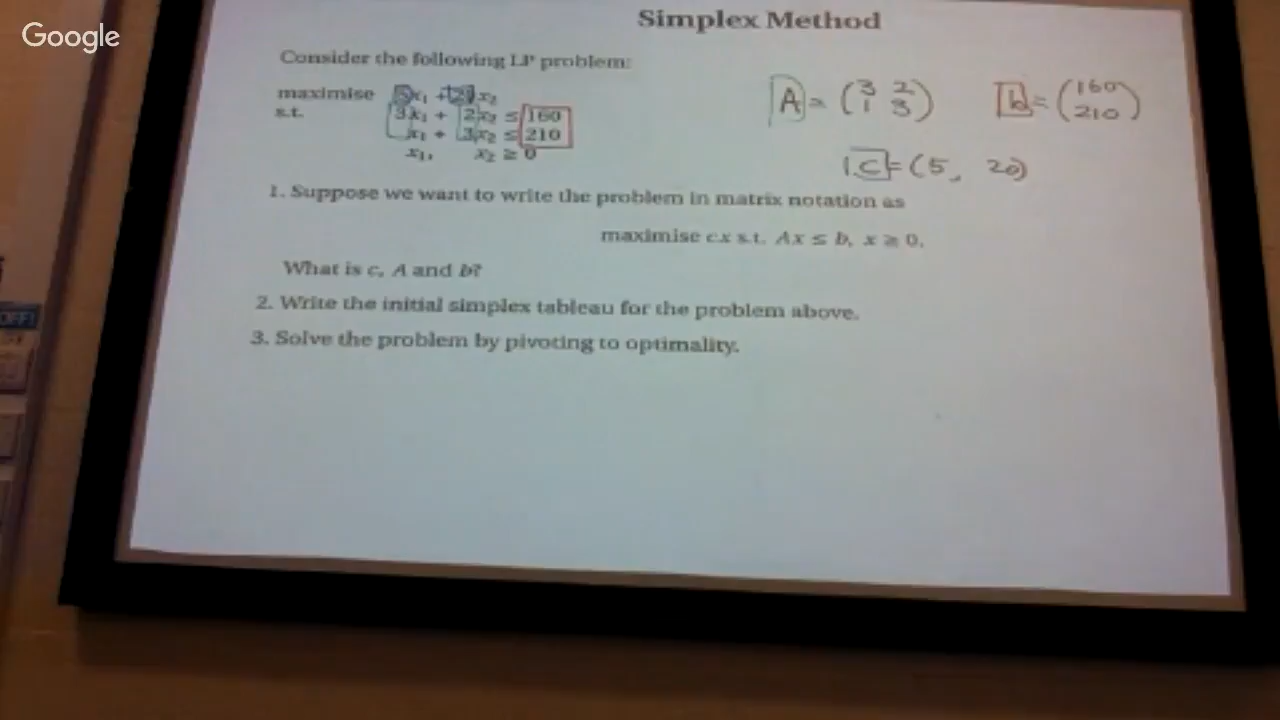 Google
Simplex Method
Consider the following LP problem:
maximise 5x₁ + 20x₂
s.t. 3x₁ + 2x₂ ≤ 160
x₁ + 3x₂ ≤ 210
x₁, x₂ ≥ 0
A = (3 2
1 3)
b = (160
210)
c = (5, 20)
1. Suppose we want to write the problem in matrix notation as
maximise cx s.t. Ax ≤ b, x ≥ 0.
What is c, A and b?
2. Write the initial simplex tableau for the problem above.
3. Solve the problem by pivoting to optimality.
OFF!